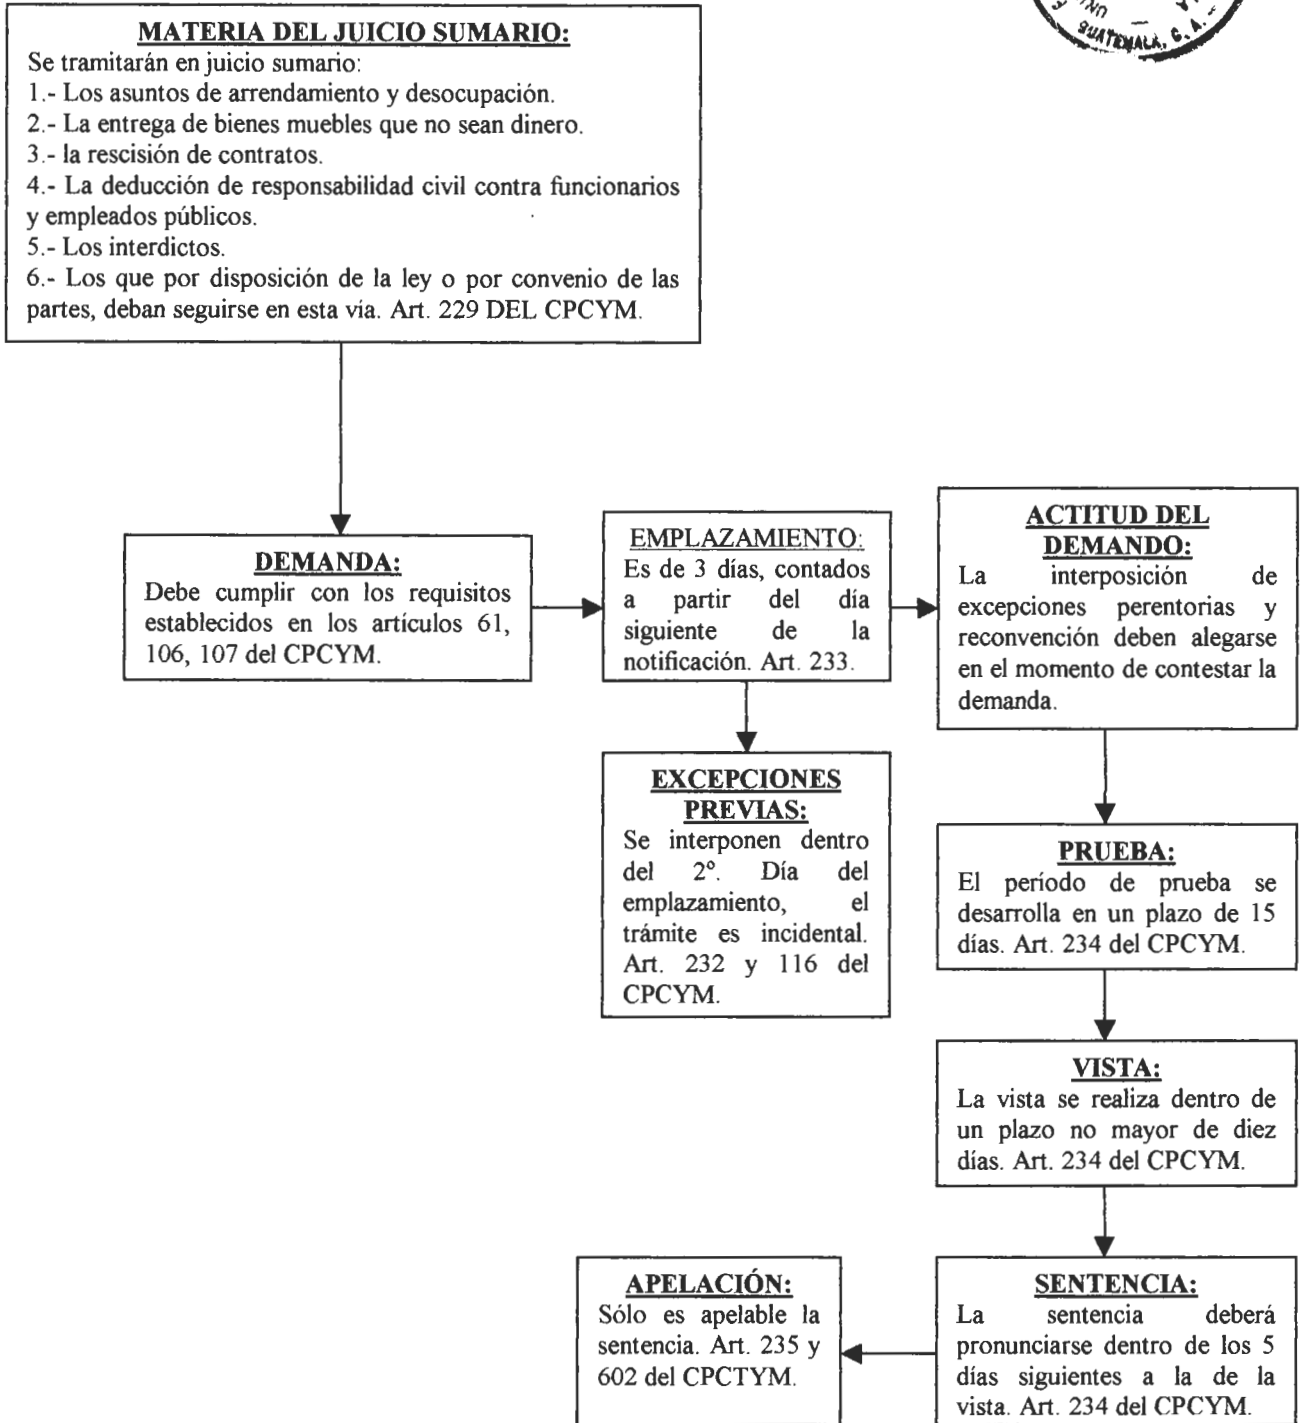 GUATEMALA, C. A.
MATERIA DEL JUICIO SUMARIO:
Se tramitarán en juicio sumario:
1.- Los asuntos de arrendamiento y desocupación.
2.- La entrega de bienes muebles que no sean dinero.
3.- la rescisión de contratos.
4.- La deducción de responsabilidad civil contra funcionarios
y empleados públicos.
5.- Los interdictos.
6.- Los que por disposición de la ley o por convenio de las
partes, deban seguirse en esta vía. Art. 229 DEL CPCYM.
DEMANDA:
Debe cumplir con los requisitos
establecidos en los artículos 61,
106, 107 del CPCYM.
EMPLAZAMIENTO:
Es de 3 días, contados
a partir del día
siguiente de la
notificación. Art. 233.
ACTITUD DEL
DEMANDO:
La interposición de
excepciones perentorias y
reconvención deben alegarse
en el momento de contestar la
demanda.
EXCEPCIONES
PREVIAS:
Se interponen dentro
del 2º. Día del
emplazamiento, el
trámite es incidental.
Art. 232 y 116 del
CPCYM.
PRUEBA:
El período de prueba se
desarrolla en un plazo de 15
días. Art. 234 del CPCYM.
VISTA:
La vista se realiza dentro de
un plazo no mayor de diez
días. Art. 234 del CPCYM.
SENTENCIA:
La sentencia deberá
pronunciarse dentro de los 5
días siguientes a la de la
vista. Art. 234 del CPCYM.
APELACIÓN:
Sólo es apelable la
sentencia. Art. 235 y
602 del CPCTYM.